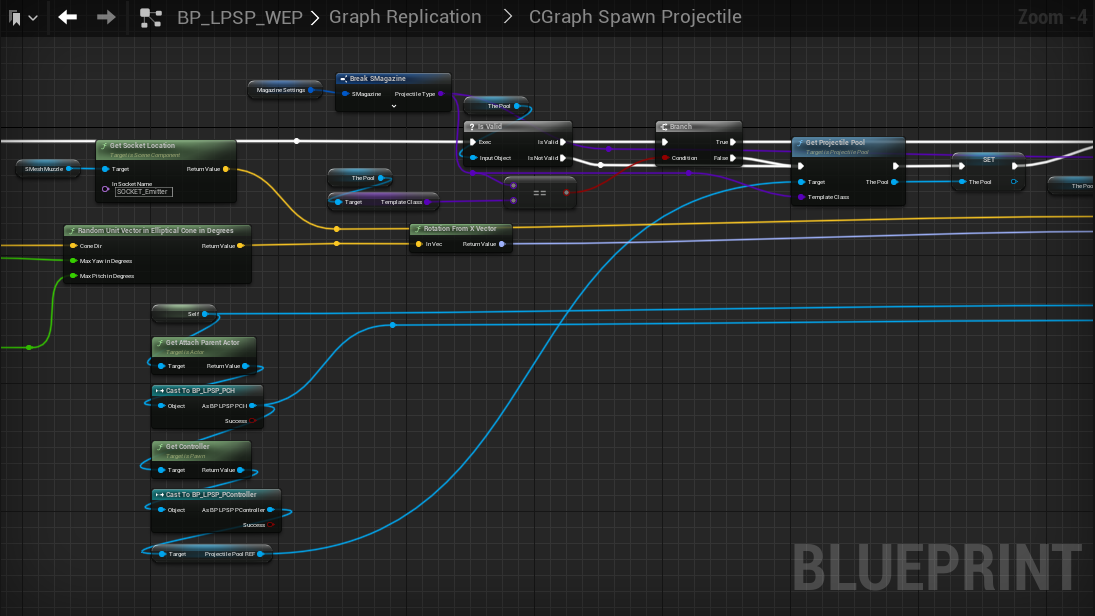 BP_LPSP_WEP > Graph Replication > CGraph Spawn Projectile
Zoom -4
Magazine Settings
Break SMagazine
SMagazine Projectile Type
The Pool
Is Valid
Exec Is Valid
Input Object Is Not Valid
Branch
True
Condition False
Get Projectile Pool
Target is Projectile Pool
Target The Pool
Template Class
SET
The Pool
The Poo
SMesh Muzzle
Get Socket Location
Target is Scene Component
Target Return Value
In Socket Name
SOCKET_Emitter
The Pool
Target Template Class
==
Random Unit Vector in Elliptical Cone in Degrees
Cone Dir Return Value
Max Yaw in Degrees
Max Pitch in Degrees
Rotation From X Vector
In Vec Return Value
Self
Get Attach Parent Actor
Target is Actor
Target Return Value
Cast To BP_LPSP_PCH
Object As BP LPSP PCH
Success
Get Controller
Target is Pawn
Target Return Value
Cast To BP_LPSP_PController
Object As BP LPSP PController
Success
Target Projectile Pool REF
BLUEPRINT